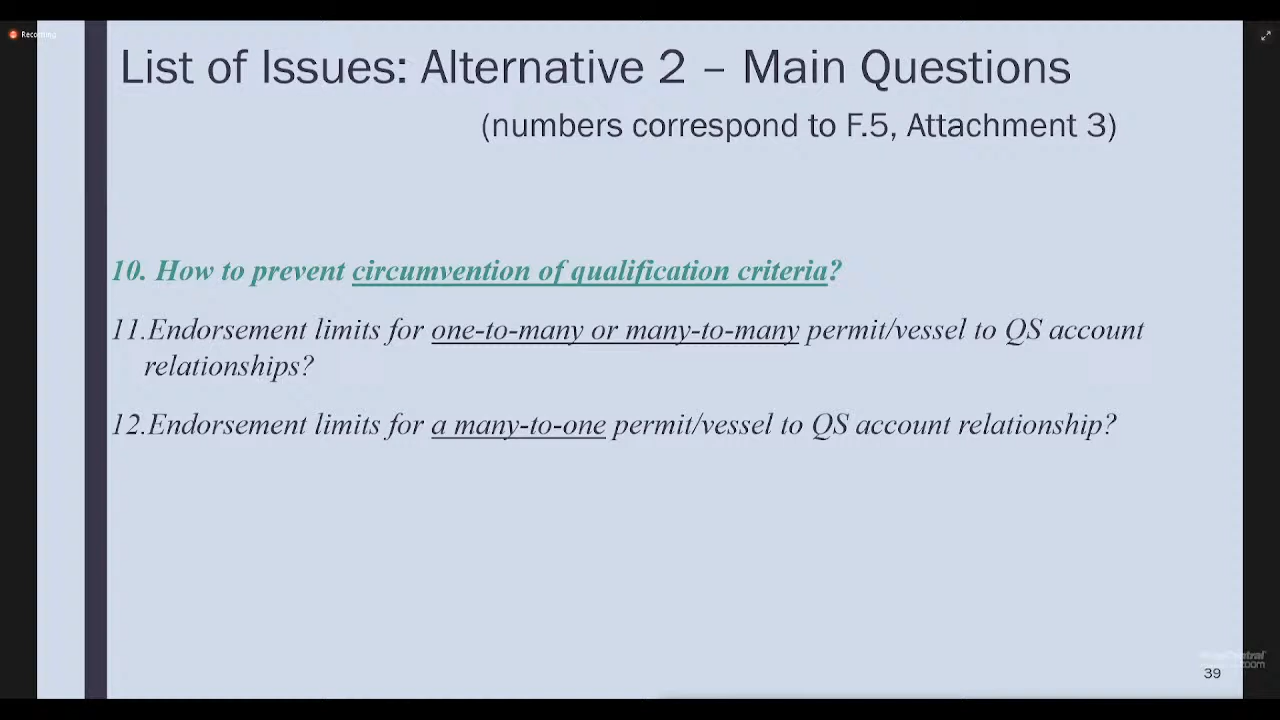 Recording
List of Issues: Alternative 2 – Main Questions
(numbers correspond to F.5, Attachment 3)
10. How to prevent circumvention of qualification criteria?
11.Endorsement limits for one-to-many or many-to-many permit/vessel to QS account
relationships?
12.Endorsement limits for a many-to-one permit/vessel to QS account relationship?
zoom
39